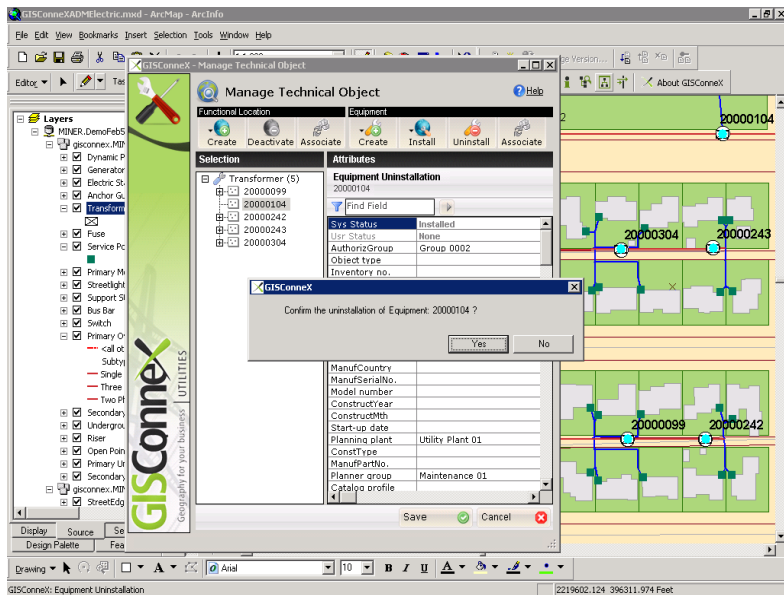 GISConneXADMElectric.mxd - ArcMap - ArcInfo
File Edit View Bookmarks Insert Selection Tools Window Help
Editor
GISConneX - Manage Technical Object
About GISConneX
Manage Technical Object
Help
Functional Location
Equipment
Create Deactivate Associate Create Install Uninstall Associate
Selection
Attributes
Transformer (5)
20000099
20000104
20000242
20000243
20000304
Equipment Uninstallation
20000104
Find Field
Sys Status Installed
Usr Status None
AuthorizGroup Group 0002
Object type
Inventory no.
GISConneX
Confirm the uninstallation of Equipment: 20000104 ?
Yes No
ManufCountry
ManufSerialNo.
Model number
ConstructYear
ConstructMth
Start-up date
Planning plant Utility Plant 01
ConstType
ManufPartNo.
Planner group Maintenance 01
Catalog profile
Save Cancel
GISConneX UTILITIES
Geography for your business
Layers
MINER.DemoFeb5
gisconnex.MIN
Dynamic P
Generator
Electric St
Anchor Gu
Transform
Fuse
Service Po
Primary M
Streetlight
Support St
Bus Bar
Switch
Primary O
<all ot
Subty
Single
Three
Two Ph
Secondary
Undergrou
Riser
Open Poin
Primary Un
Secondary
gisconnex.MIN
StreetEdg
Display Source Se
Design Palette Fea
20000104
20000304 20000243
20000099 20000242
Drawing A Arial 10 B I U A
GISConneX: Equipment Uninstallation
2219602.124 396311.974 Feet